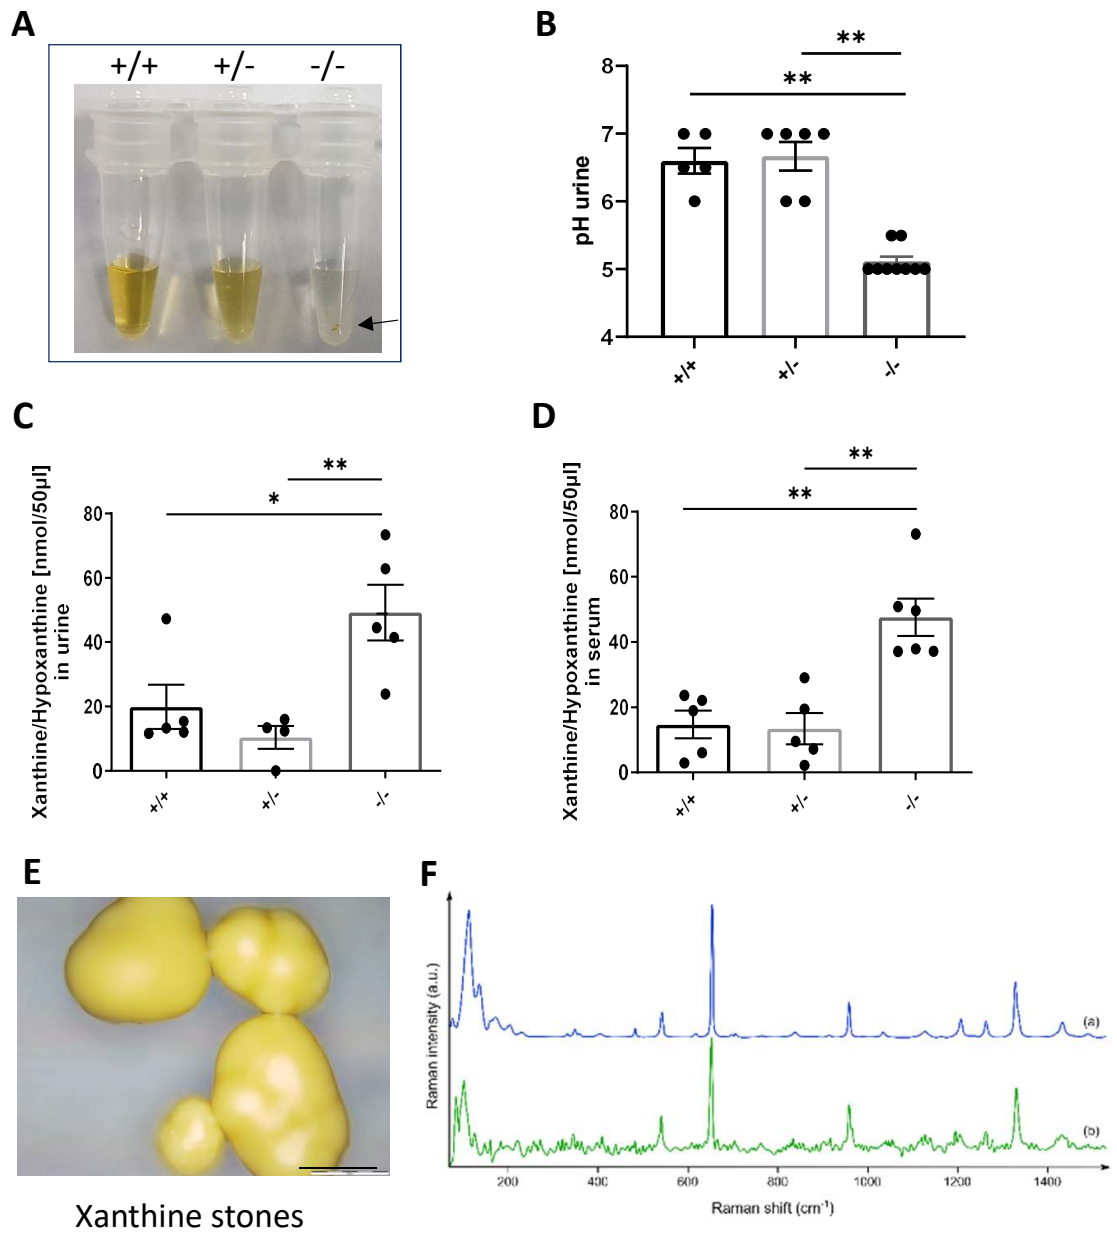 A
+/+ +/- -/-
B
**
**
8
7
6
5
4
pH urine
+/+ +/- -/-
C
**
*
80
60
40
20
0
Xanthine/Hypoxanthine [nmol/50µl]
in urine
+/+ +/- -/-
D
**
**
80
60
40
20
0
Xanthine/Hypoxanthine [nmol/50µl]
in serum
+/+ +/- -/-
E
Xanthine stones
F
Raman intensity (a.u.)
(a)
(b)
200 400 600 800 1000 1200 1400
Raman shift (cm⁻¹)